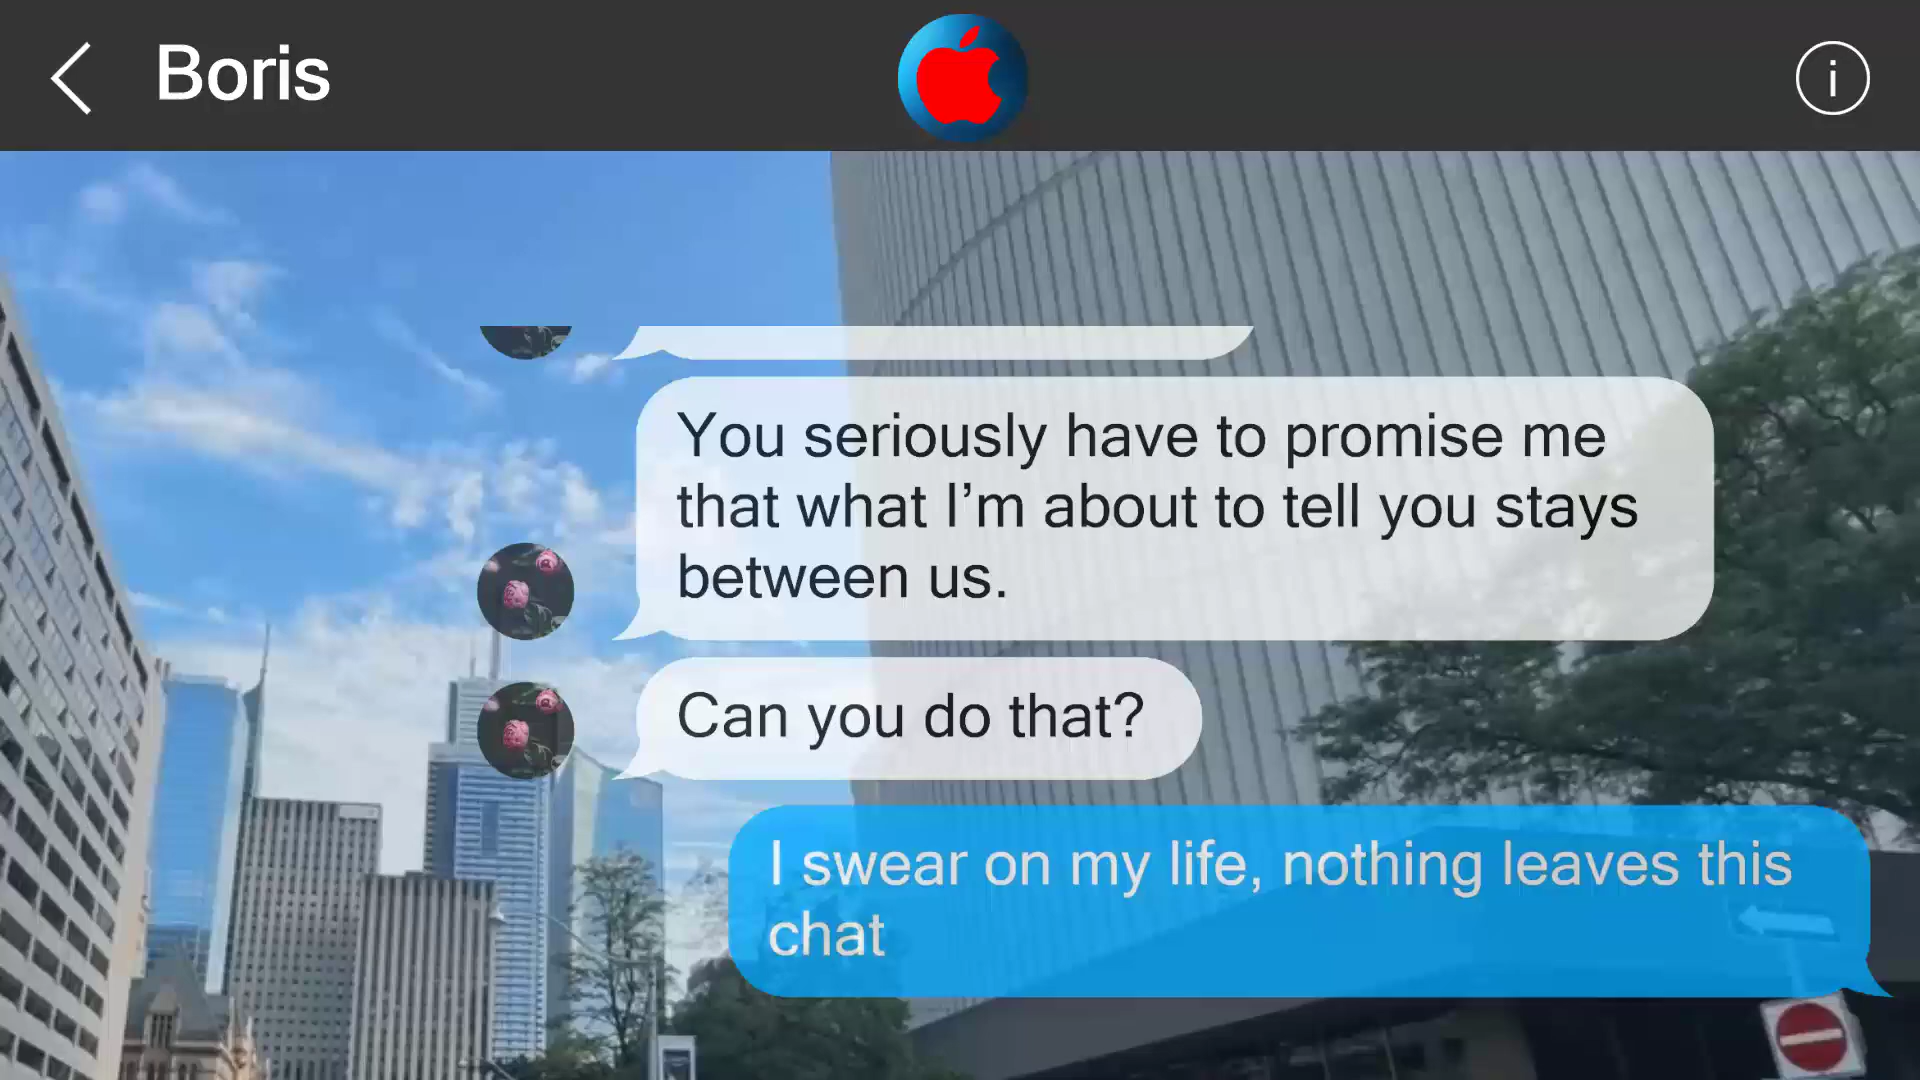 Boris
You seriously have to promise me
that what I’m about to tell you stays
between us.
Can you do that?
I swear on my life, nothing leaves this
chat